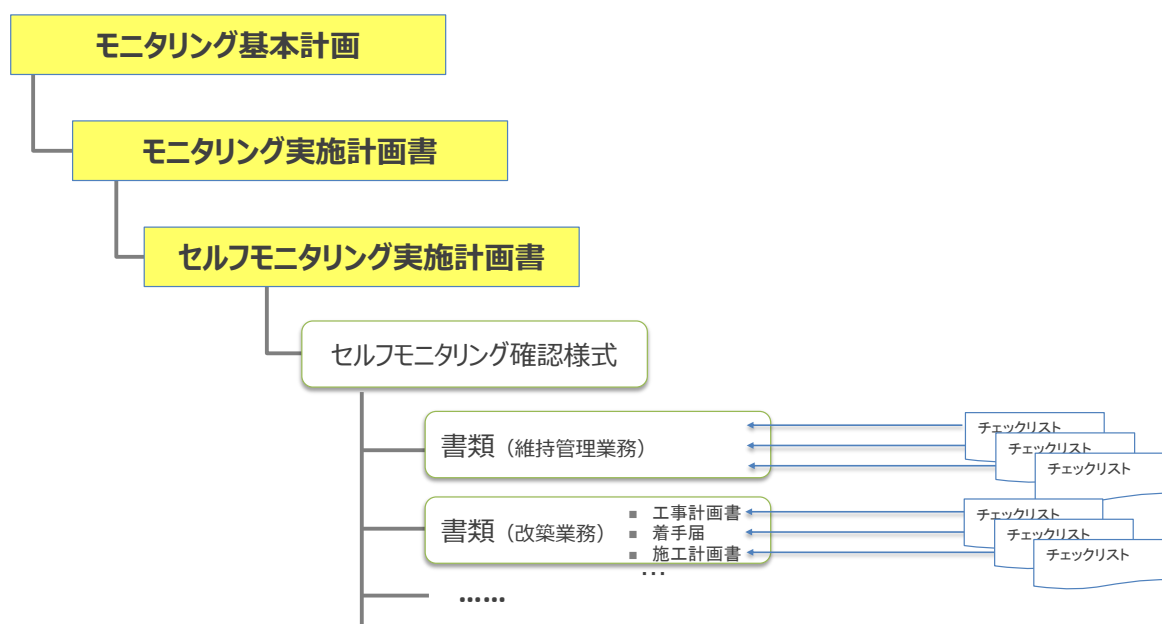 モニタリング基本計画
モニタリング実施計画書
セルフモニタリング実施計画書
セルフモニタリング確認様式
書類（維持管理業務）
チェックリスト
チェックリスト
チェックリスト
書類（改築業務）
■ 工事計画書
■ 着手届
■ 施工計画書
…
チェックリスト
チェックリスト
チェックリスト
……